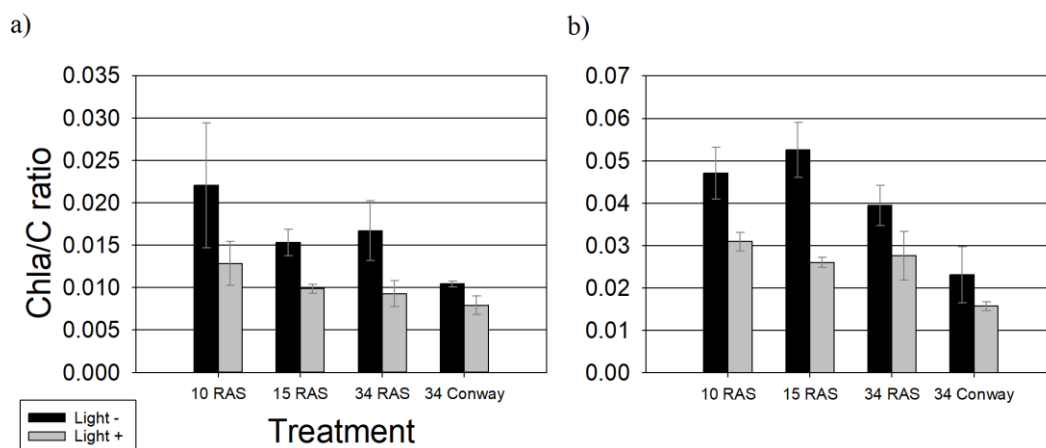 a)
Chla/C ratio
0.035
0.030
0.025
0.020
0.015
0.010
0.005
0.000
10 RAS 15 RAS 34 RAS 34 Conway
b)
0.07
0.06
0.05
0.04
0.03
0.02
0.01
0.00
10 RAS 15 RAS 34 RAS 34 Conway
Light -
Light +
Treatment